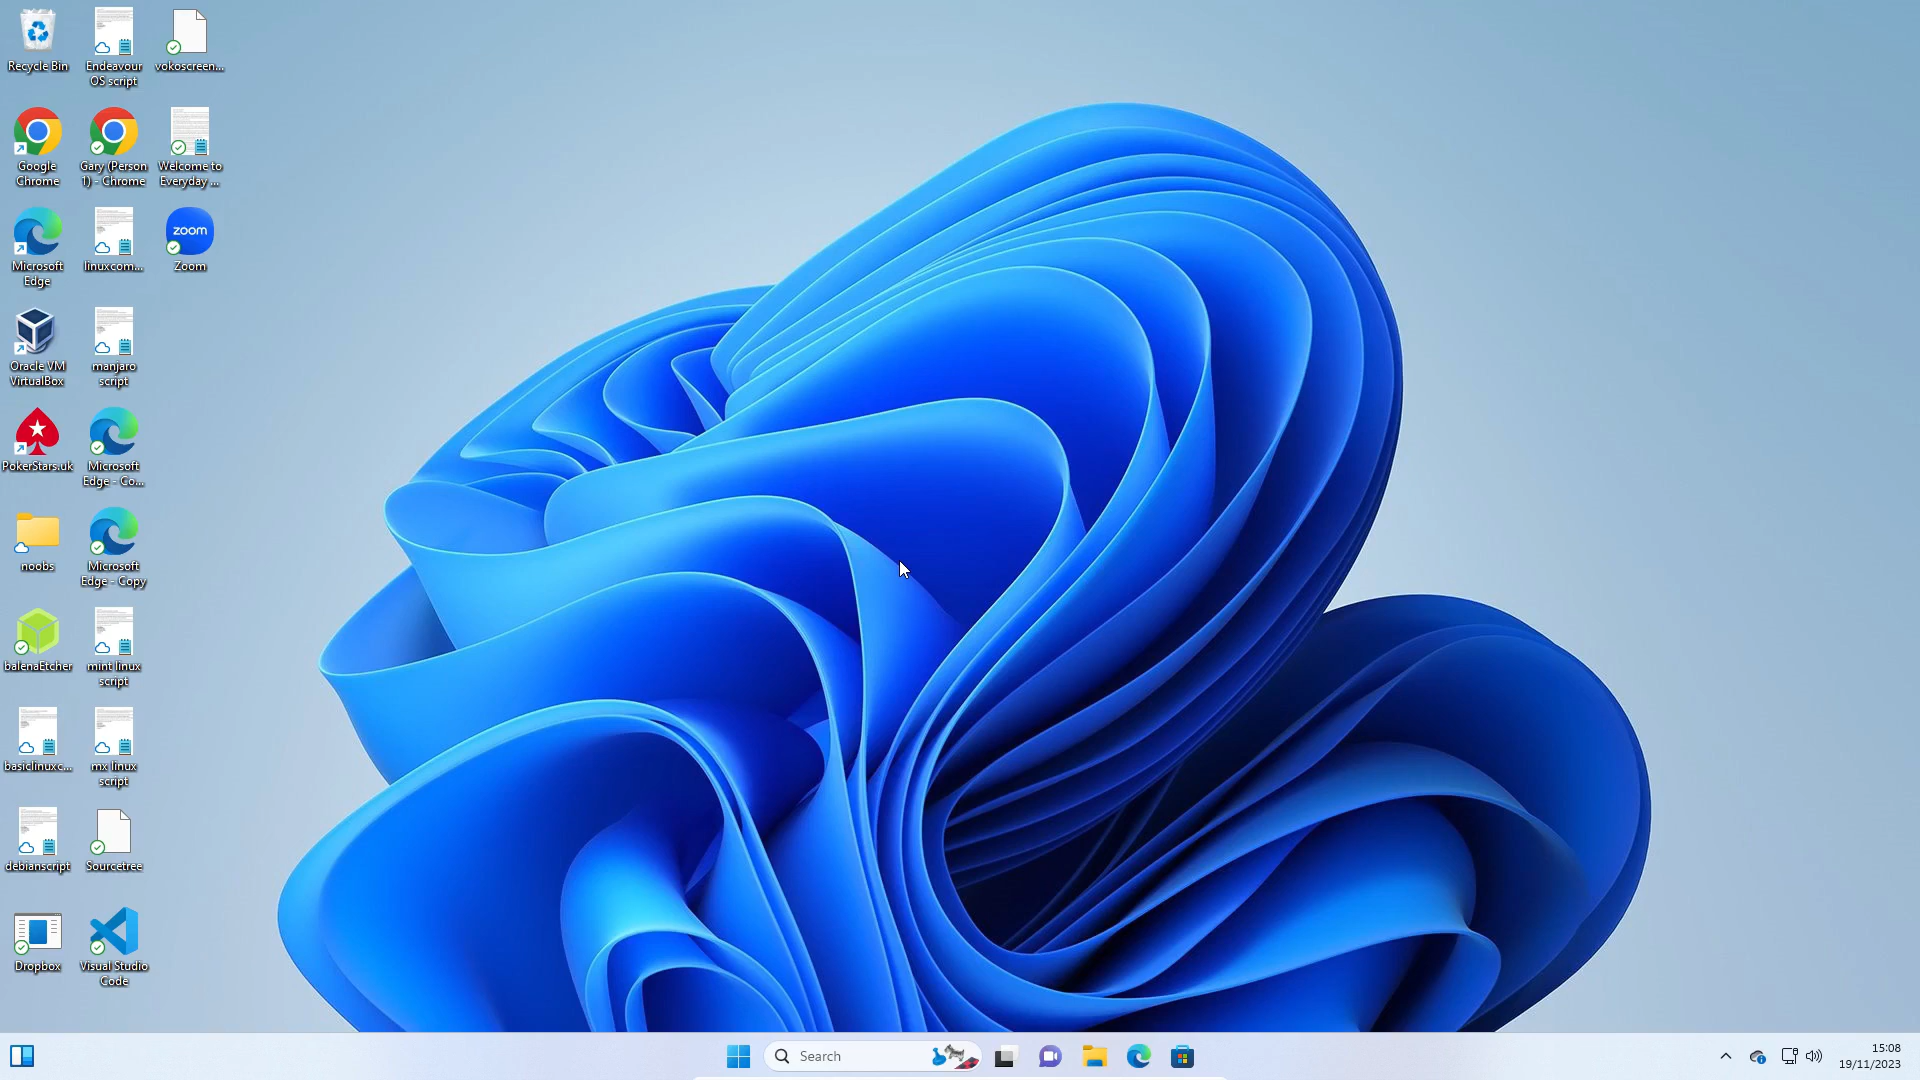 Recycle Bin
Endeavour
OS script
vokoscreen...
Google
Chrome
Gary (Person
1) - Chrome
Welcome to
Everyday ...
Microsoft
Edge
linuxcom...
zoom
Zoom
Oracle VM
VirtualBox
manjaro
script
PokerStars.uk
Microsoft
Edge - Co...
noobs
Microsoft
Edge - Copy
balenaEtcher
mint linux
script
basiclinuxc...
mx linux
script
debianscript
Sourcetree
Dropbox
Visual Studio
Code
Search
15:08
19/11/2023